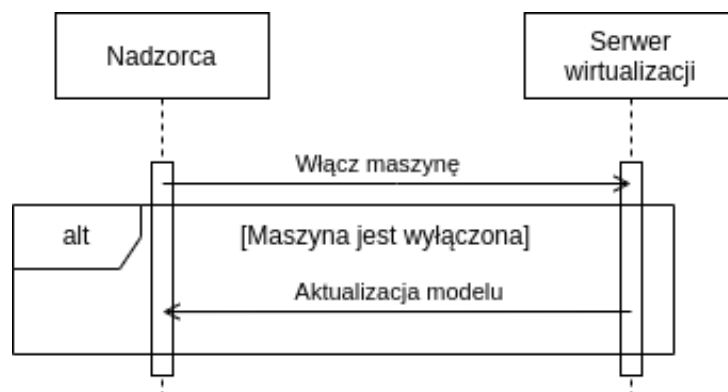 Nadzorca
Serwer
wirtualizacji
Włącz maszynę
alt
[Maszyna jest wyłączona]
Aktualizacja modelu